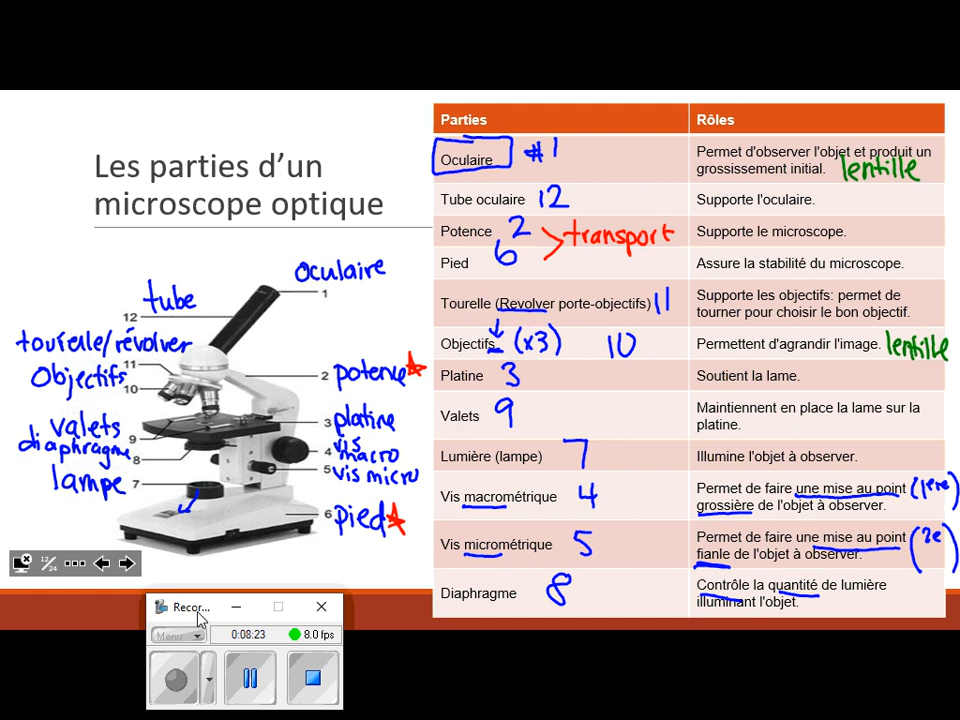 Les parties d'un
microscope optique
oculaire
1
tube
12
tourelle/révolver
11
Objectifs
10
2
potence
3
platine
valets
9
diaphragme
8
4
vis
macro
5
vis micro
lampe
7
6
pied
Parties
Rôles
Oculaire
#1
Permet d'observer l'objet et produit un
grossissement initial.
lentille
Tube oculaire
12
Supporte l'oculaire.
Potence
2
transport
Supporte le microscope.
Pied
6
Assure la stabilité du microscope.
Tourelle (Revolver porte-objectifs)
11
Supporte les objectifs: permet de
tourner pour choisir le bon objectif.
Objectifs
(x3)
10
Permettent d'agrandir l'image.
lentille
Platine
3
Soutient la lame.
Valets
9
Maintiennent en place la lame sur la
platine.
Lumière (lampe)
7
Illumine l'objet à observer.
Vis macrométrique
4
Permet de faire une mise au point
grossière de l'objet à observer.
(1ère)
Vis micrométrique
5
Permet de faire une mise au point
fianle de l'objet à observer.
(2e)
Diaphragme
8
Contrôle la quantité de lumière
illuminant l'objet.
12/24
Recor...
Menu
0:08:23
8.0 fps